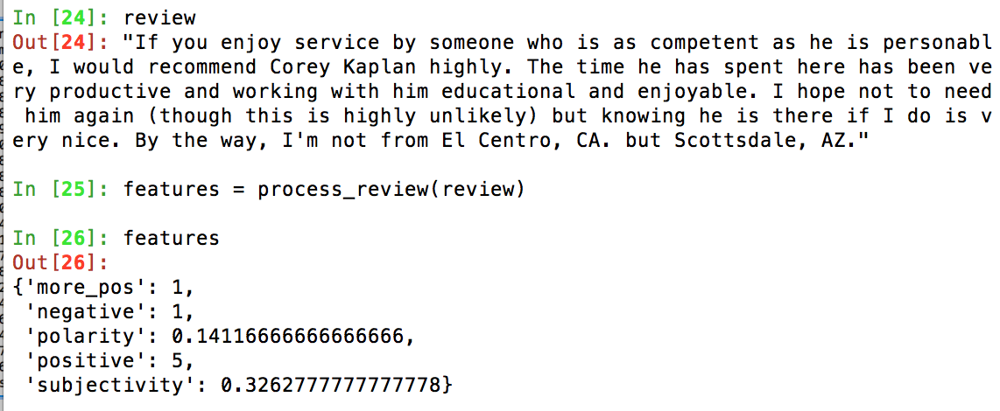 In [24]: review
Out[24]: "If you enjoy service by someone who is as competent as he is personabl
e, I would recommend Corey Kaplan highly. The time he has spent here has been ve
ry productive and working with him educational and enjoyable. I hope not to need
 him again (though this is highly unlikely) but knowing he is there if I do is v
ery nice. By the way, I'm not from El Centro, CA. but Scottsdale, AZ."
In [25]: features = process_review(review)
In [26]: features
Out[26]:
{'more_pos': 1,
 'negative': 1,
 'polarity': 0.14116666666666666,
 'positive': 5,
 'subjectivity': 0.3262777777777778}